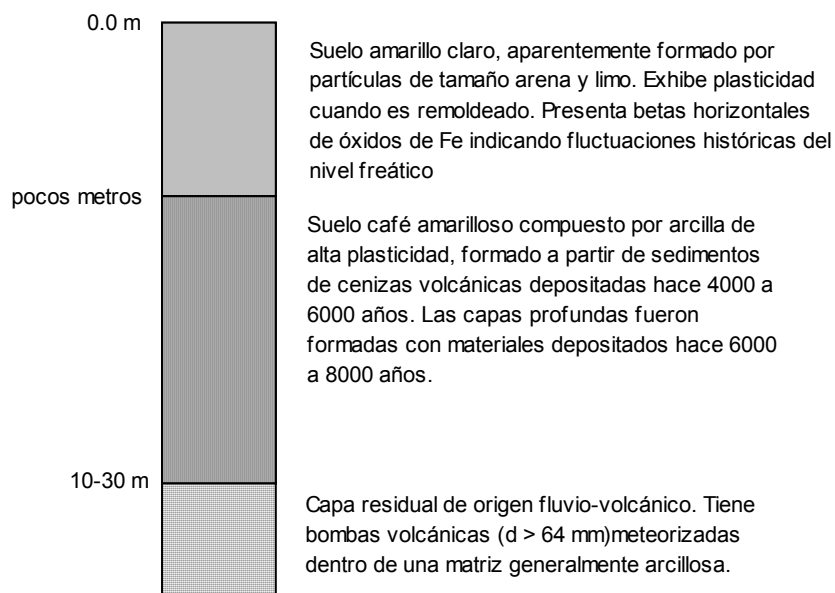 0.0 m
Suelo amarillo claro, aparentemente formado por
partículas de tamaño arena y limo. Exhibe plasticidad
cuando es remoldeado. Presenta betas horizontales
de óxidos de Fe indicando fluctuaciones históricas del
nivel freático
pocos metros
Suelo café amarilloso compuesto por arcilla de
alta plasticidad, formado a partir de sedimentos
de cenizas volcánicas depositadas hace 4000 a
6000 años. Las capas profundas fueron
formadas con materiales depositados hace 6000
a 8000 años.
10-30 m
Capa residual de origen fluvio-volcánico. Tiene
bombas volcánicas (d > 64 mm)meteorizadas
dentro de una matriz generalmente arcillosa.